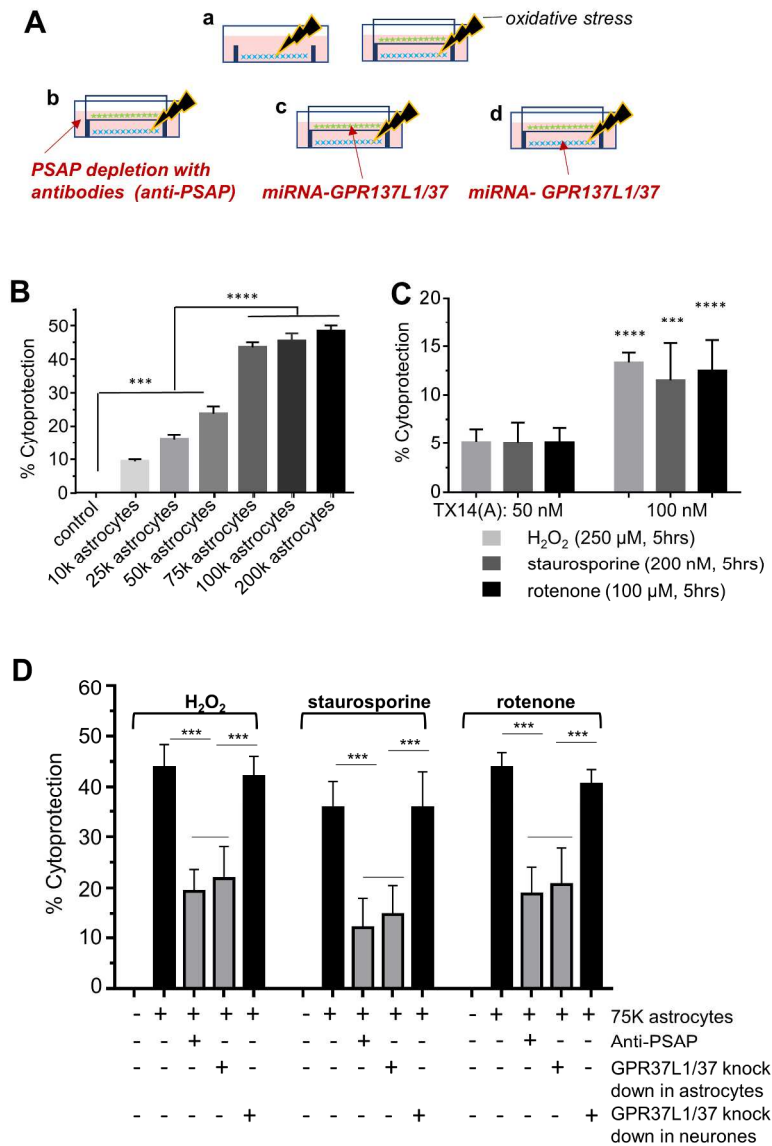 A
a
oxidative stress
b
c
d
PSAP depletion with
antibodies (anti-PSAP)
miRNA-GPR137L1/37
miRNA- GPR137L1/37
B
% Cytoprotection
50
40
30
20
10
0
***
****
control
10k astrocytes
25k astrocytes
50k astrocytes
75k astrocytes
100k astrocytes
200k astrocytes
C
% Cytoprotection
20
15
10
5
0
**** *** ****
TX14(A): 50 nM 100 nM
H₂O₂ (250 µM, 5hrs)
staurosporine (200 nM, 5hrs)
rotenone (100 µM, 5hrs)
D
% Cytoprotection
60
50
40
30
20
10
0
H₂O₂ staurosporine rotenone
*** *** *** *** *** ***
- + + + + - + + + + - + + + + 75K astrocytes
- - + - - - - + - - - - + - - Anti-PSAP
- - - + - - - - + - - - - + - GPR37L1/37 knock
down in astrocytes
- - - - + - - - - + - - - - + GPR37L1/37 knock
down in neurones